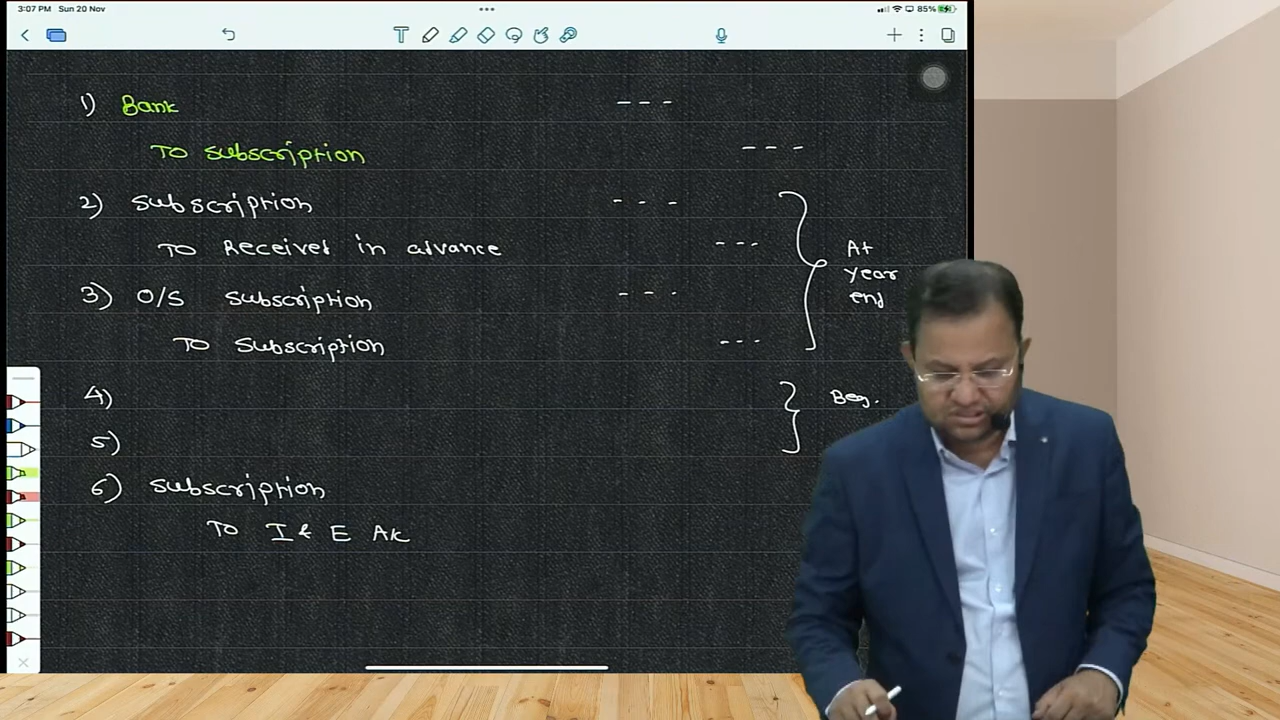 3:07 PM Sun 20 Nov
85%
1) Bank - - -
To subscription - - -
2) subscription - - -
To Received in advance - - -
3) O/S subscription - - -
To subscription - - -
At
year
end
4)
5)
Beg.
6) subscription
To I & E A/c